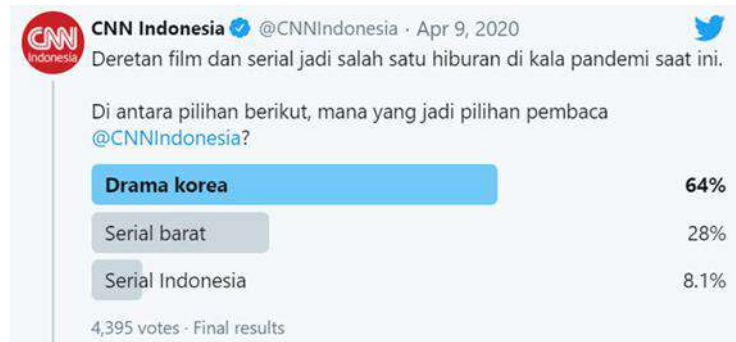 CNN Indonesia
CNN Indonesia @CNNIndonesia · Apr 9, 2020
Deretan film dan serial jadi salah satu hiburan di kala pandemi saat ini.
Di antara pilihan berikut, mana yang jadi pilihan pembaca
@CNNIndonesia?
Drama korea 64%
Serial barat 28%
Serial Indonesia 8.1%
4,395 votes · Final results